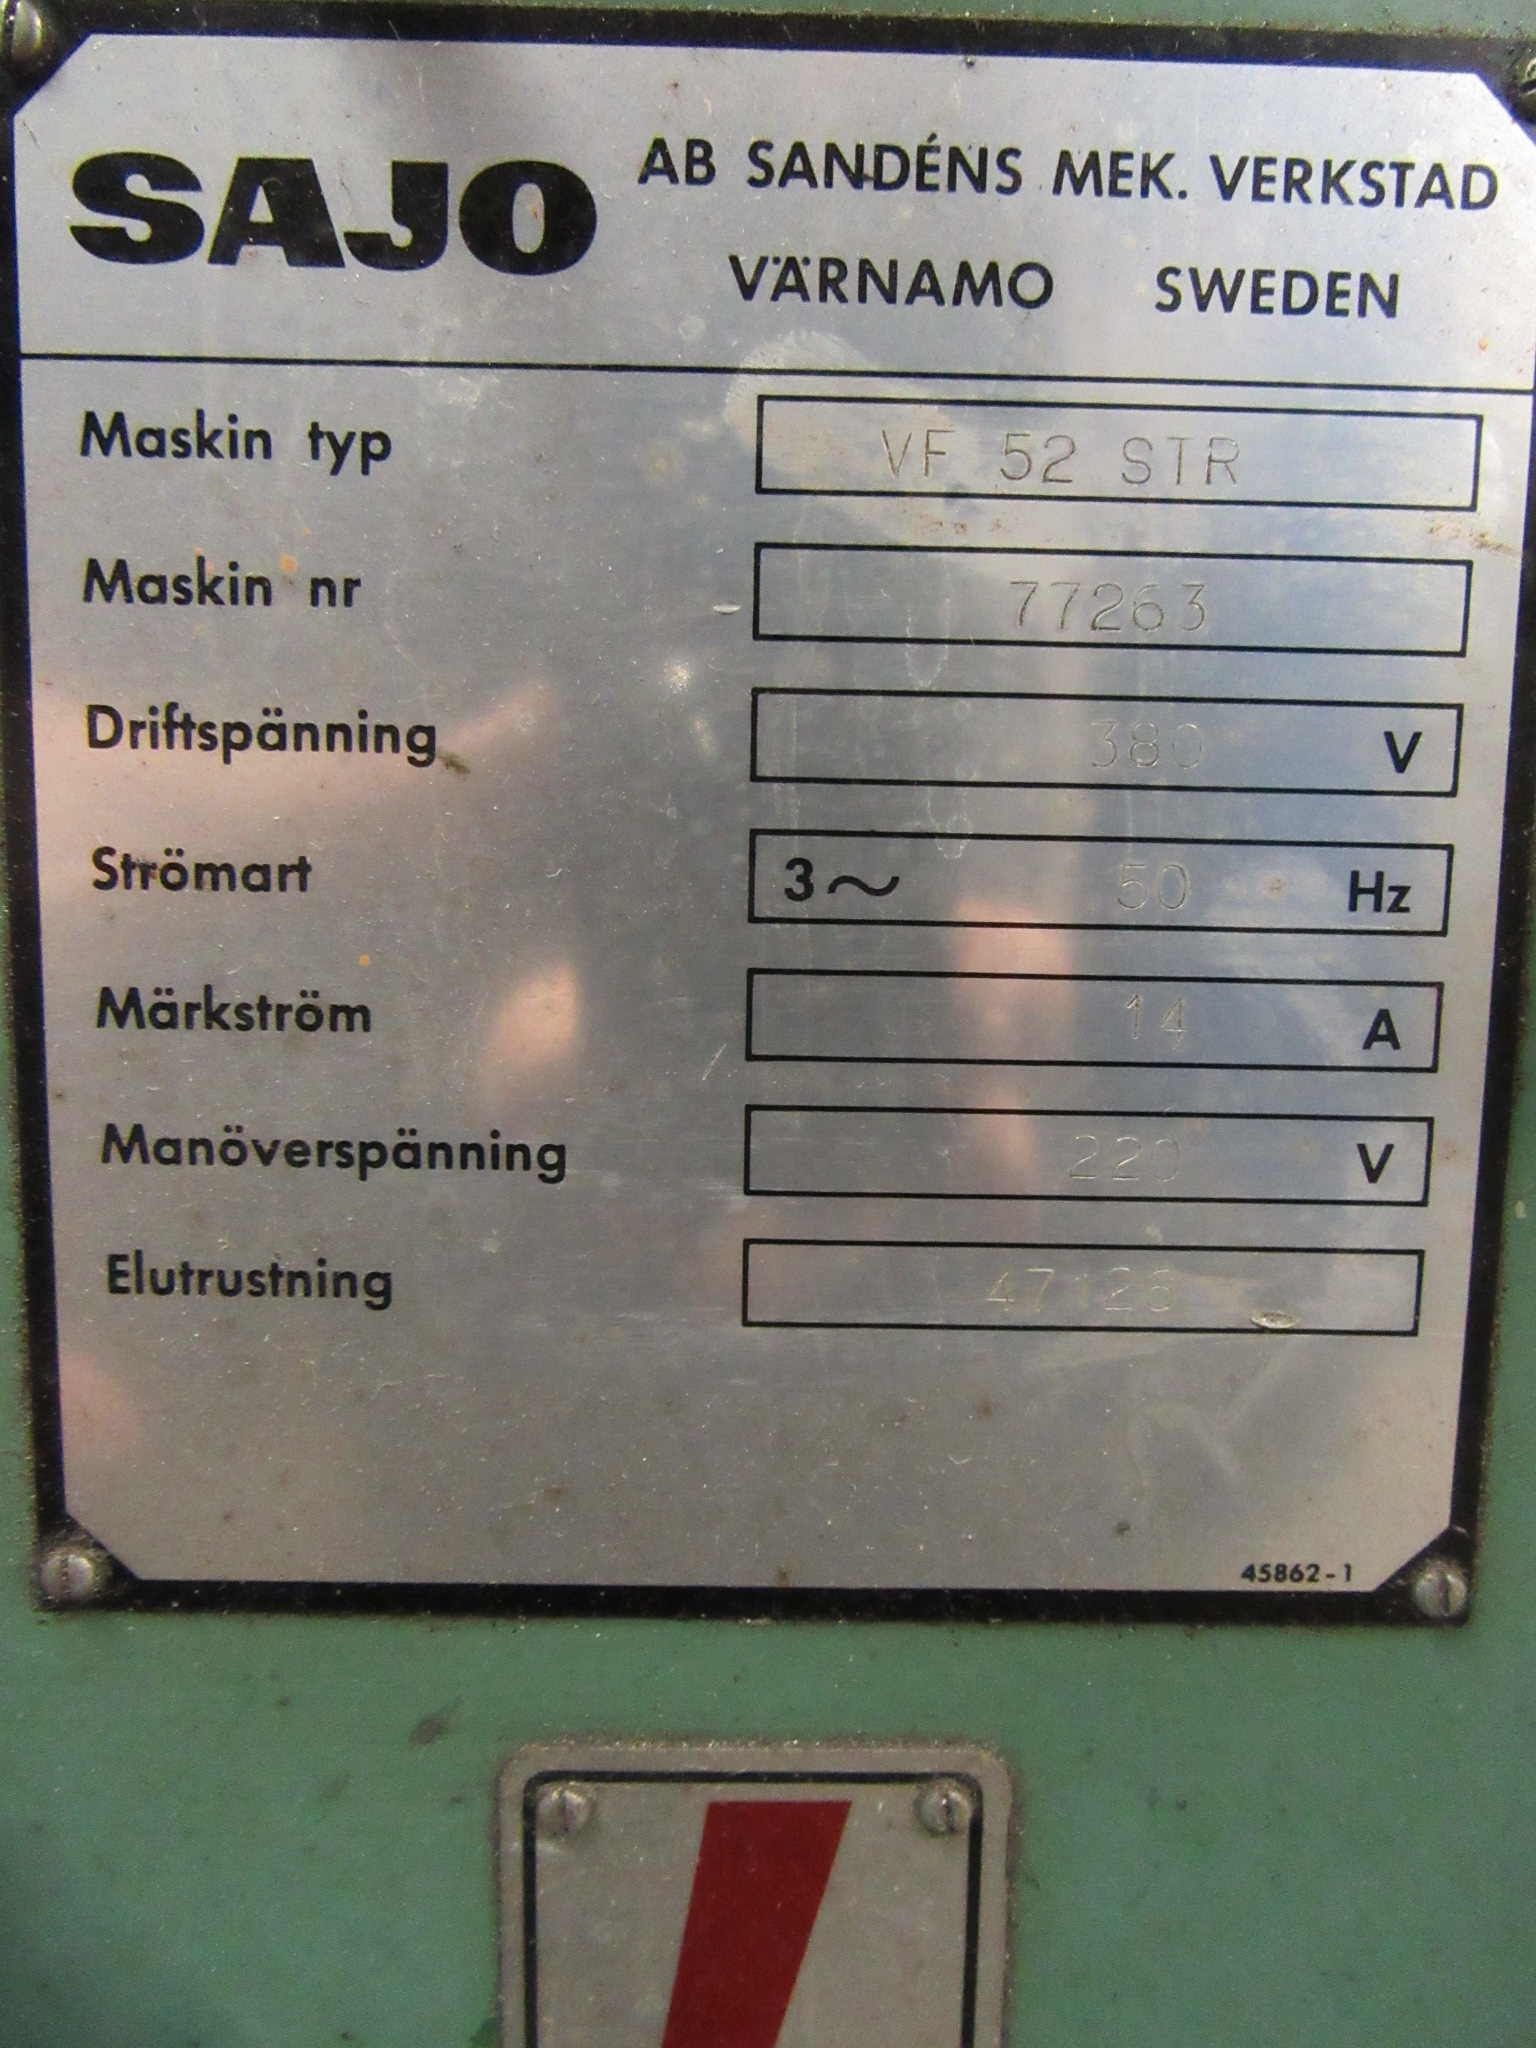 SAJO AB SANDÉNS MEK. VERKSTAD
VÄRNAMO SWEDEN
Maskin typ VF 52 STR
Maskin nr 77263
Driftspänning 380 V
Strömart 3~ 50 Hz
Märkström 14 A
Manöverspänning 220 V
Elutrustning
45862-1